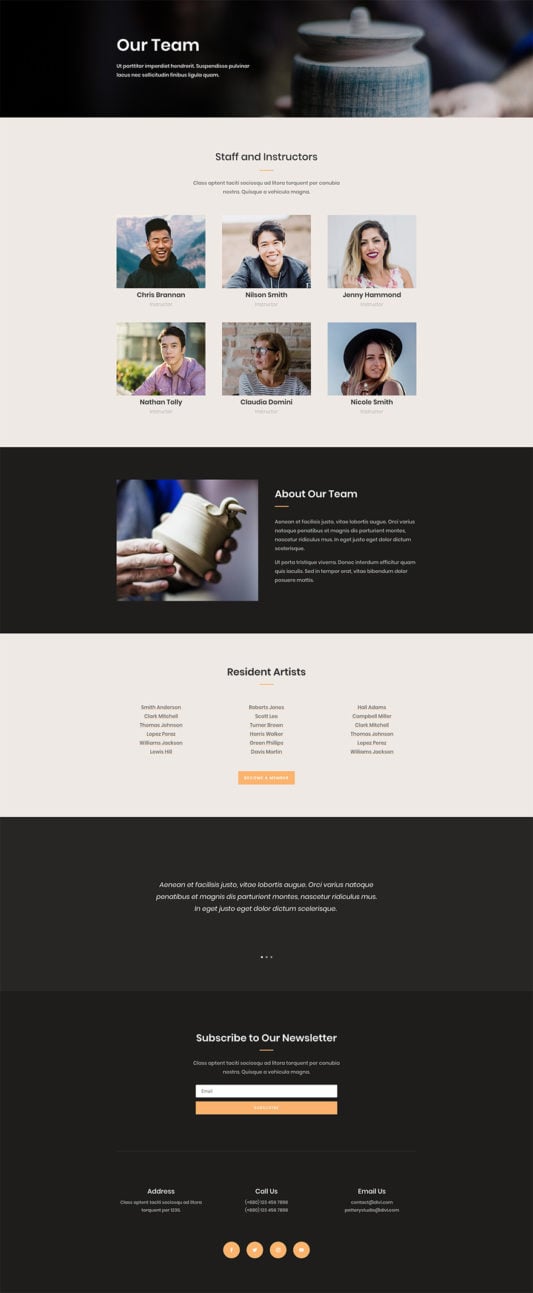 Our Team
Ut porttitor imperdiet hendrerit. Suspendisse pulvinar
lacus nec sollicitudin finibus ligula quam.
Staff and Instructors
Class aptent taciti sociosqu ad litora torquent per conubia
nostra. Quisque a vehicula magna.
Chris Brannan
Instructor
Nilson Smith
Instructor
Jenny Hammond
Instructor
Nathan Tolly
Instructor
Claudia Domini
Instructor
Nicole Smith
Instructor
About Our Team
Aenean et facilisis justo, vitae lobortis augue. Orci varius
natoque penatibus et magnis dis parturient montes,
nascetur ridiculus mus. In eget justo eget dolor dictum
scelerisque.
Ut porta tristique viverra. Donec interdum efficitur quam
quis iaculis. Sed in tempor erat, vitae bibendum dolor
posuere mattis.
Resident Artists
Smith Anderson
Clark Mitchell
Thomas Johnson
Lopez Perez
Williams Jackson
Lewis Hill
Roberts Jones
Scott Lee
Turner Brown
Harris Walker
Green Phillips
Davis Martin
Hall Adams
Campbell Miller
Clark Mitchell
Thomas Johnson
Lopez Perez
Williams Jackson
BECOME A MEMBER
Aenean et facilisis justo, vitae lobortis augue. Orci varius natoque
penatibus et magnis dis parturient montes, nascetur ridiculus mus.
In eget justo eget dolor dictum scelerisque.
Subscribe to Our Newsletter
Class aptent taciti sociosqu ad litora torquent per conubia
nostra. Quisque a vehicula magna.
Email
SUBSCRIBE
Address
Class aptent taciti sociosqu ad litora
torquent per 1235.
Call Us
(+880) 123 456 7898
(+880) 123 456 7898
Email Us
contact@divi.com
potterystudio@divi.com